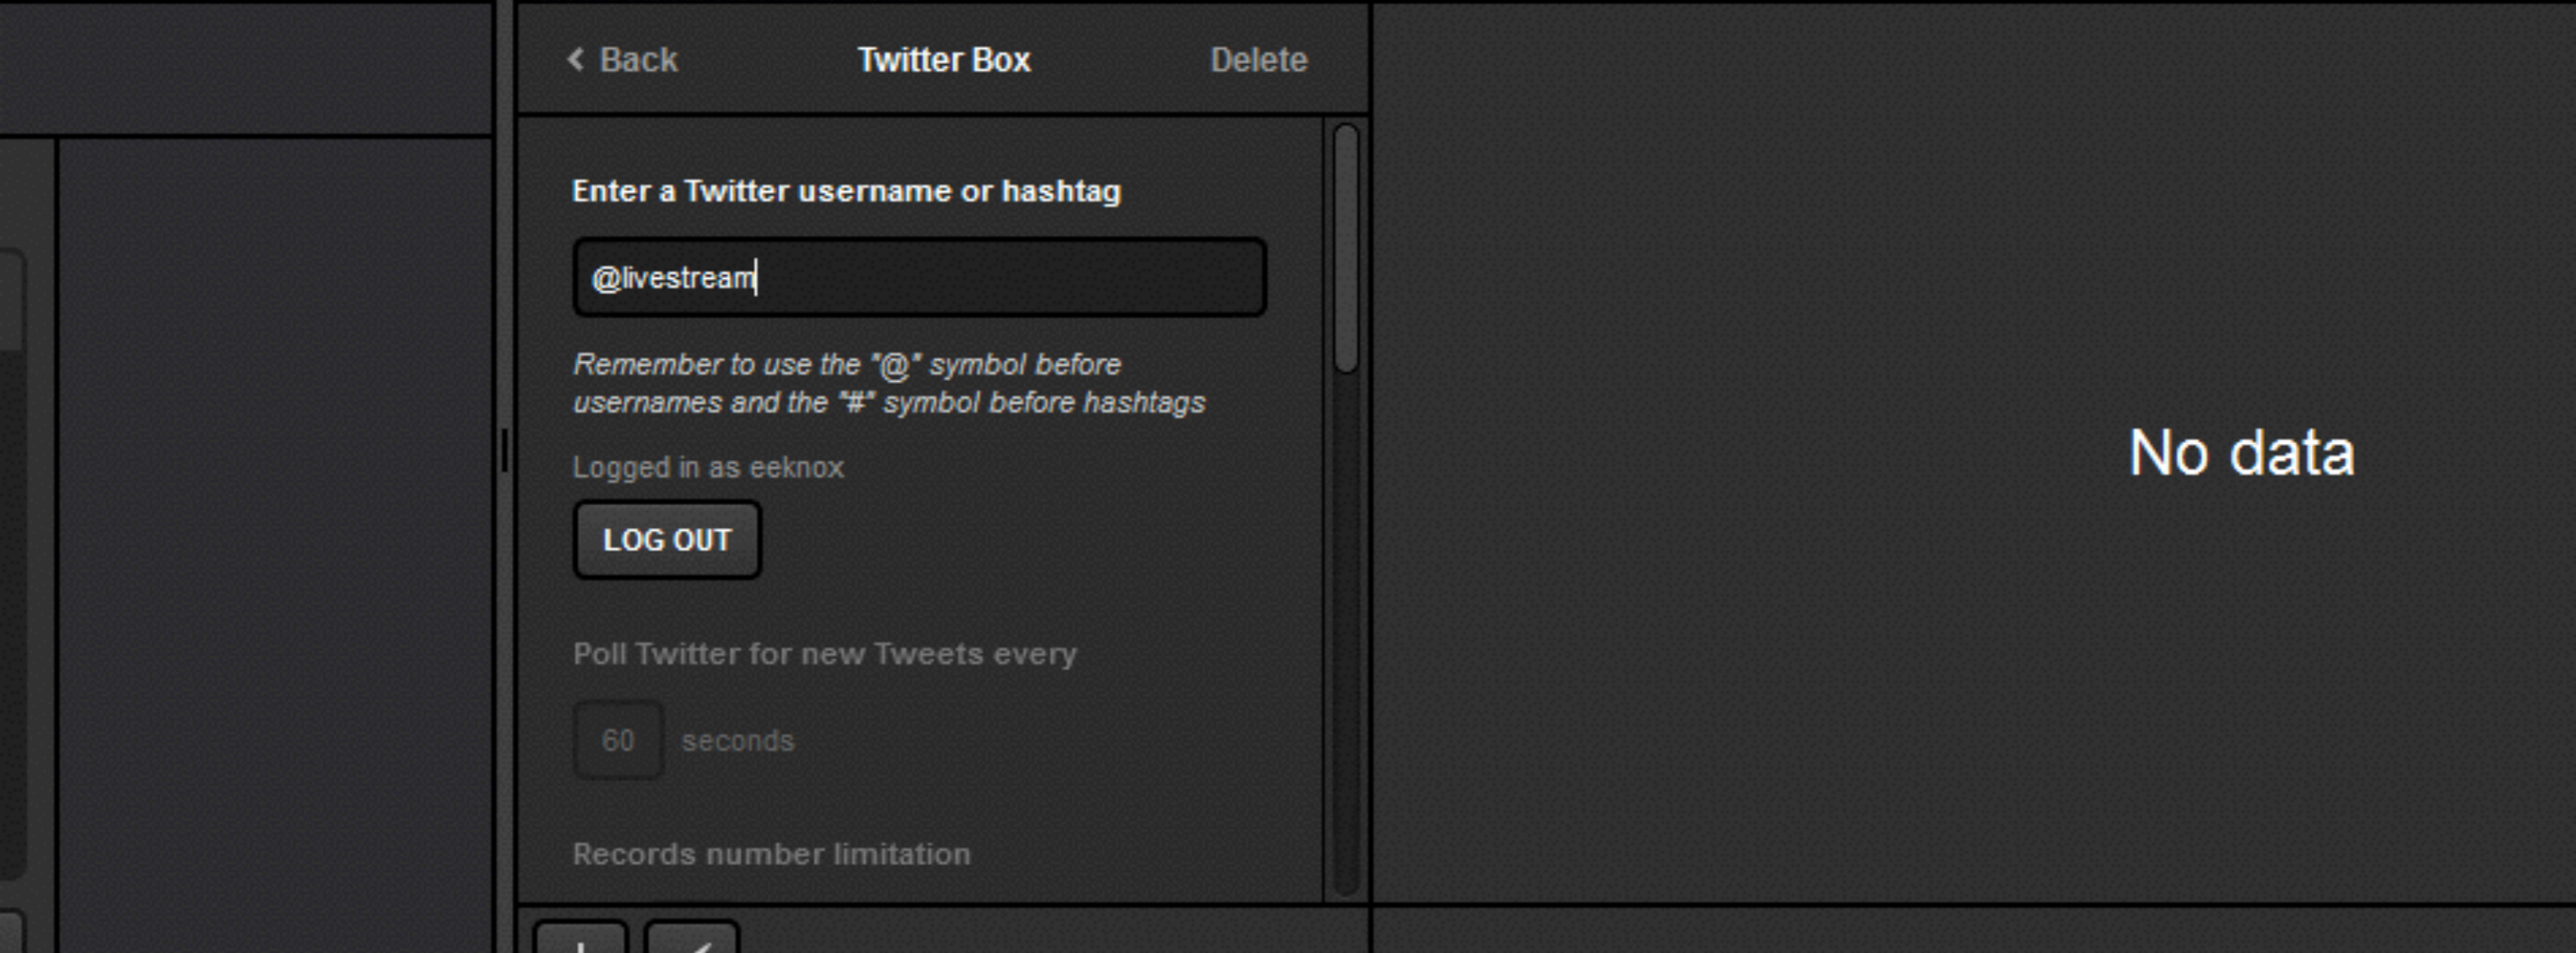 Back
Twitter Box
Delete
Enter a Twitter username or hashtag
@livestream
Remember to use the "@" symbol before
usernames and the "#" symbol before hashtags
Logged in as eeknox
LOG OUT
Poll Twitter for new Tweets every
60 seconds
Records number limitation
No data